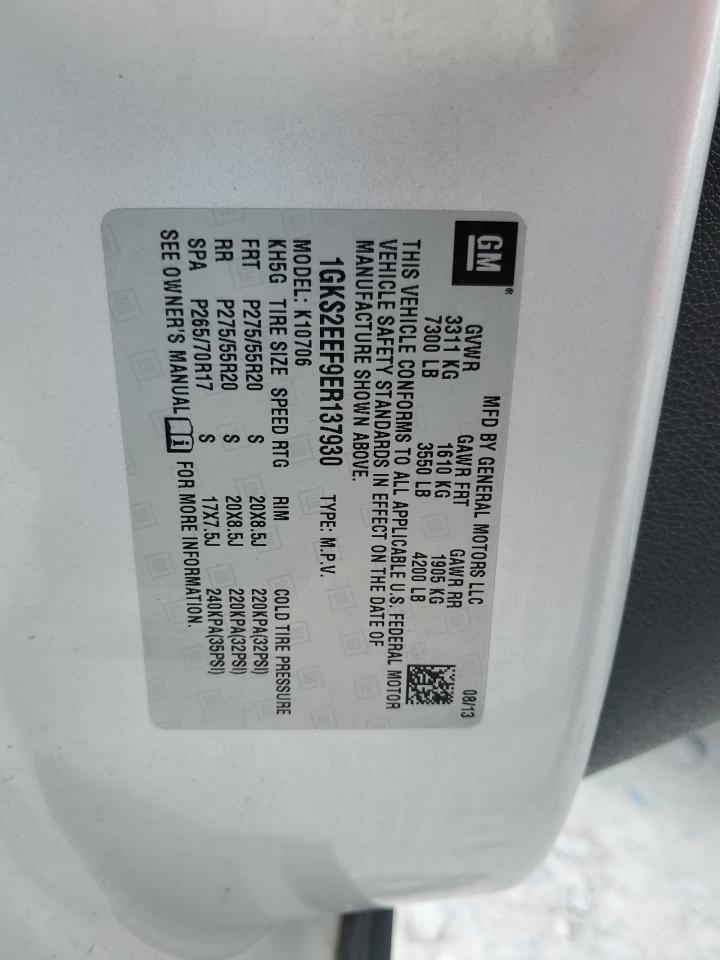 GM®
MFD BY GENERAL MOTORS LLC 08/13
GVWR GAWR FRT GAWR RR
3311 KG 1610 KG 1905 KG
7300 LB 3550 LB 4200 LB
THIS VEHICLE CONFORMS TO ALL APPLICABLE U.S. FEDERAL MOTOR
VEHICLE SAFETY STANDARDS IN EFFECT ON THE DATE OF
MANUFACTURE SHOWN ABOVE.
1GKS2EEF9ER137930 TYPE: M.P.V.
MODEL: K10706
KH5G TIRE SIZE SPEED RTG RIM COLD TIRE PRESSURE
FRT P275/55R20 S 20X8.5J 220KPA(32PSI)
RR P275/55R20 S 20X8.5J 220KPA(32PSI)
SPA P265/70R17 S 17X7.5J 240KPA(35PSI)
SEE OWNER'S MANUAL i FOR MORE INFORMATION.